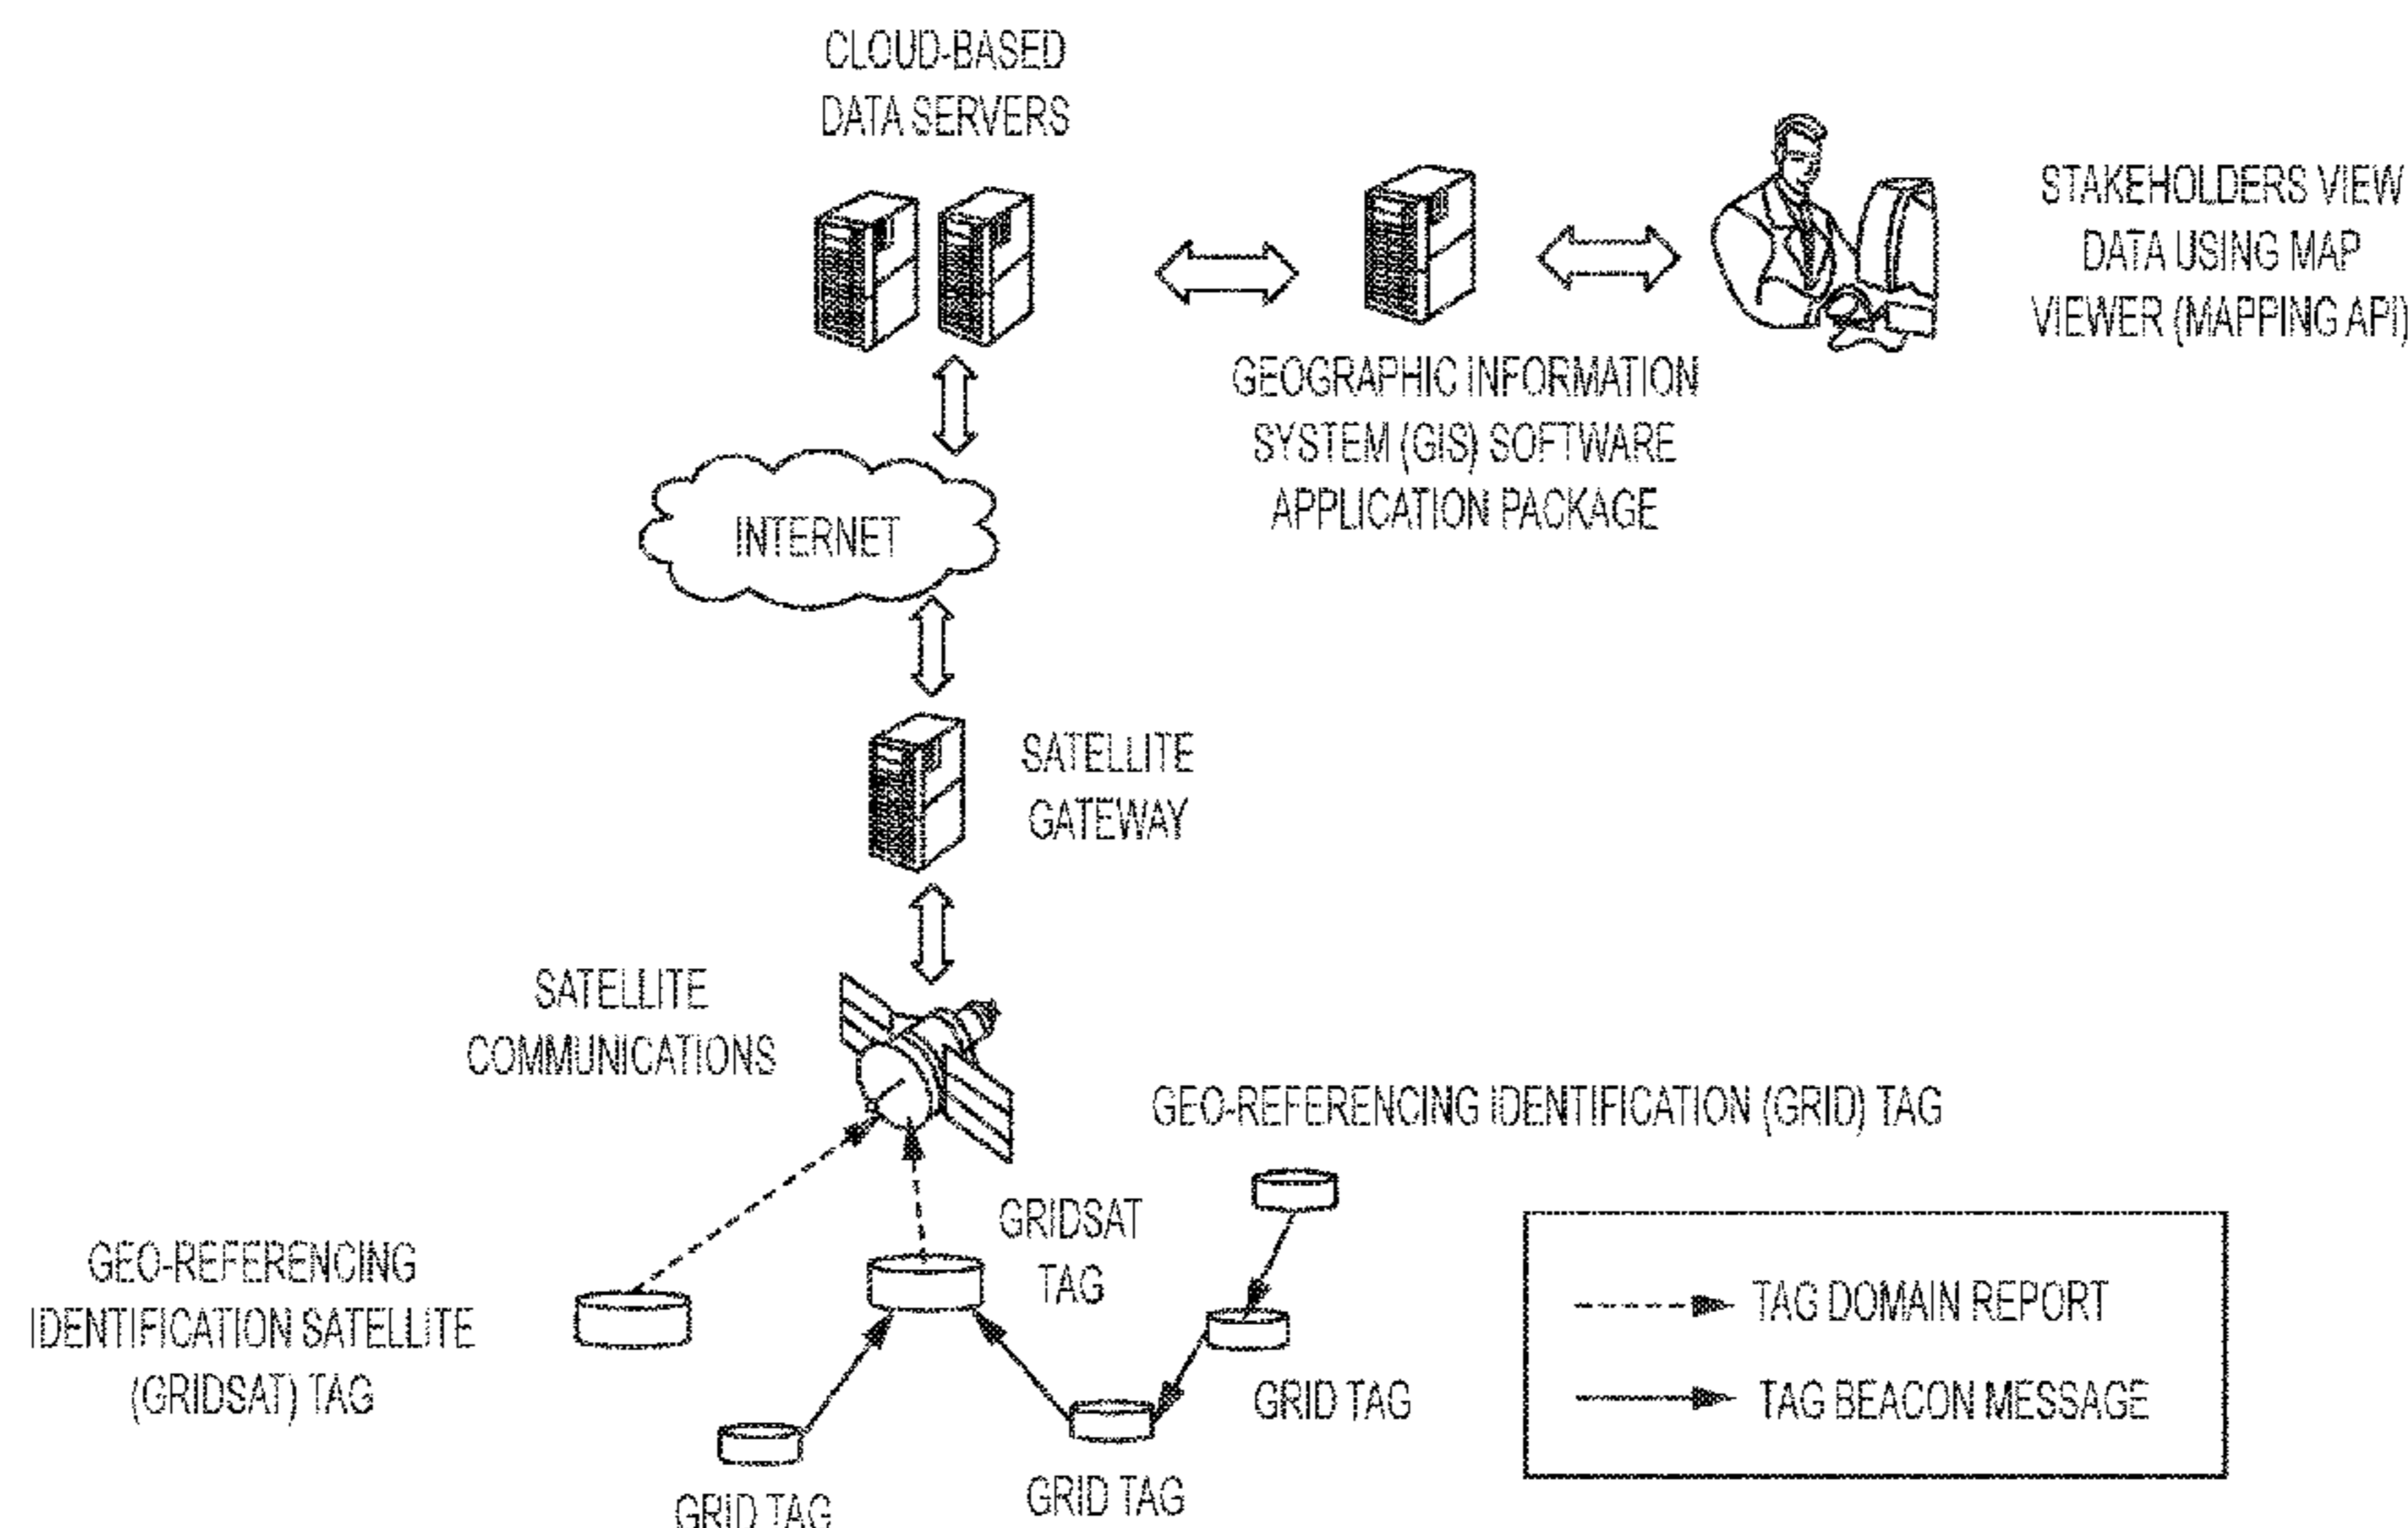 CLOUD-BASED
DATA SERVERS
STAKEHOLDERS VIEW
DATA USING MAP
VIEWER (MAPPING API)
GEOGRAPHIC INFORMATION
SYSTEM (GIS) SOFTWARE
APPLICATION PACKAGE
INTERNET
SATELLITE
GATEWAY
SATELLITE
COMMUNICATIONS
GEO-REFERENCING IDENTIFICATION (GRID) TAG
GRIDSAT
TAG
GEO-REFERENCING
IDENTIFICATION SATELLITE
(GRIDSAT) TAG
TAG DOMAIN REPORT
TAG BEACON MESSAGE
GRID TAG
GRID TAG
GRID TAG